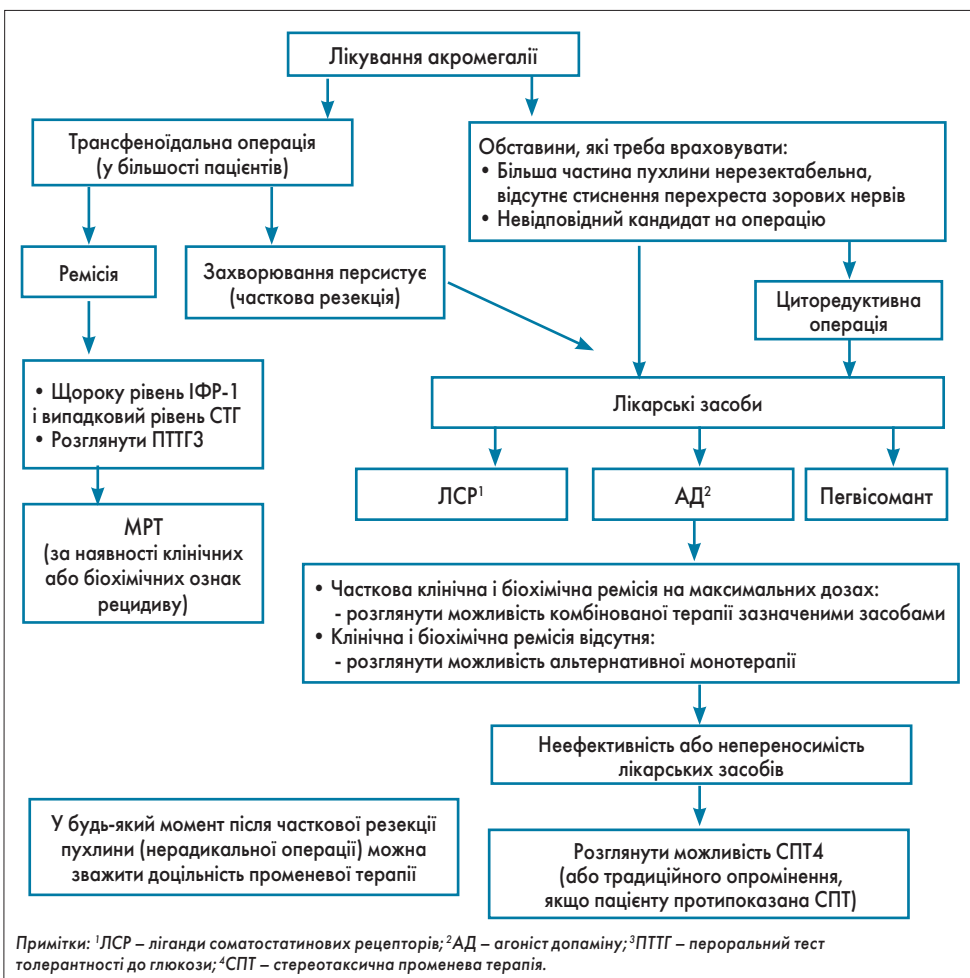 Лікування акромегалії
Трансфеноїдальна операція
(у більшості пацієнтів)
Обставини, які треба враховувати:
• Більша частина пухлини нерезектабельна,
відсутнє стиснення перехреста зорових нервів
• Невідповідний кандидат на операцію
Ремісія
Захворювання персистує
(часткова резекція)
Циторедуктивна
операція
• Щороку рівень ІФР-1
і випадковий рівень СТГ
• Розглянути ПТТГ3
Лікарські засоби
ЛСР¹
АД²
Пегвісомант
МРТ
(за наявності клінічних
або біохімічних ознак
рецидиву)
• Часткова клінічна і біохімічна ремісія на максимальних дозах:
- розглянути можливість комбінованої терапії зазначеними засобами
• Клінічна і біохімічна ремісія відсутня:
- розглянути можливість альтернативної монотерапії
Неефективність або непереносимість
лікарських засобів
У будь-який момент після часткової резекції
пухлини (нерадикальної операції) можна
зважити доцільність променевої терапії
Розглянути можливість СПТ4
(або традиційного опромінення,
якщо пацієнту протипоказана СПТ)
Примітки: ¹ЛСР – ліганди соматостатинових рецепторів; ²АД – агоніст допаміну; ³ПТТГ – пероральний тест
толерантності до глюкози; ⁴СПТ – стереотаксична променева терапія.